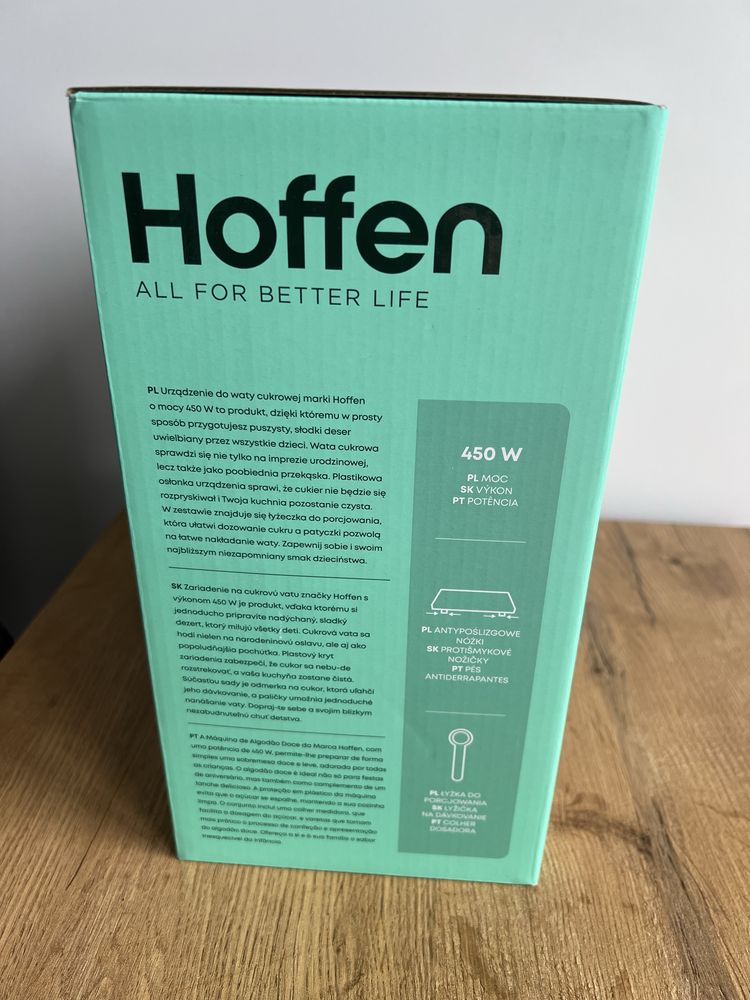 Hoffen
ALL FOR BETTER LIFE
PL Urządzenie do waty cukrowej marki Hoffen
o mocy 450 W to produkt, dzięki któremu w prosty
sposób przygotujesz puszysty, słodki deser
uwielbiany przez wszystkie dzieci. Wata cukrowa
sprawdzi się nie tylko na imprezie urodzinowej,
lecz także jako poobiednia przekąska. Plastikowa
osłonka urządzenia sprawi, że cukier nie będzie się
rozpryskiwał i Twoja kuchnia pozostanie czysta.
W zestawie znajduje się łyżeczka do porcjowania,
która ułatwi dozowanie cukru a patyczki pozwolą
na łatwe nakładanie waty. Zapewnij sobie i swoim
najbliższym niezapomniany smak dzieciństwa.
SK Zariadenie na cukrovú vatu značky Hoffen s
výkonom 450 W je produkt, vďaka ktorému si
jednoducho pripravíte nadýchaný, sladký
dezert, ktorý milujú všetky deti. Cukrová vata sa
hodí nielen na narodeninovú oslavu, ale aj ako
popoludňajšia pochúťka. Plastový kryt
zariadenia zabezpečí, že cukor sa nebu-de
rozstrekovať, a vaša kuchyňa zostane čistá.
Súčasťou sady je odmerka na cukor, ktorá uľahčí
jeho dávkovanie, a paličky umožnia jednoduché
nanášanie vaty. Dopraj-te sebe a svojim blízkym
nezabudnuteľnú chuť detstva.
PT A Máquina de Algodão Doce da Marca Hoffen, com
uma potência de 450 W, permite-lhe preparar de forma
simples uma sobremesa doce e leve, adorada por todas
as crianças. O algodão doce é ideal não só para festas
de aniversário, mas também como complemento de um
lanche delicioso. A proteção em plástico da máquina
evita que o açúcar se espalhe, mantendo a sua cozinha
limpa. O conjunto inclui uma colher medidora, que
facilita a dosagem do açúcar, e varetas que tornam
mais prático o processo de confeção e apresentação
do algodão doce. Ofereça a si e à sua família o sabor
inesquecível da infância.
450 W
PL MOC
SK VÝKON
PT POTÊNCIA
PL ANTYPOŚLIZGOWE
NÓŻKI
SK PROTIŠMYKOVÉ
NOŽIČKY
PT PÉS
ANTIDERRAPANTES
PL ŁYŻKA DO
PORCJOWANIA
SK LYŽIČKA
NA DÁVKOVANIE
PT COLHER
DOSADORA